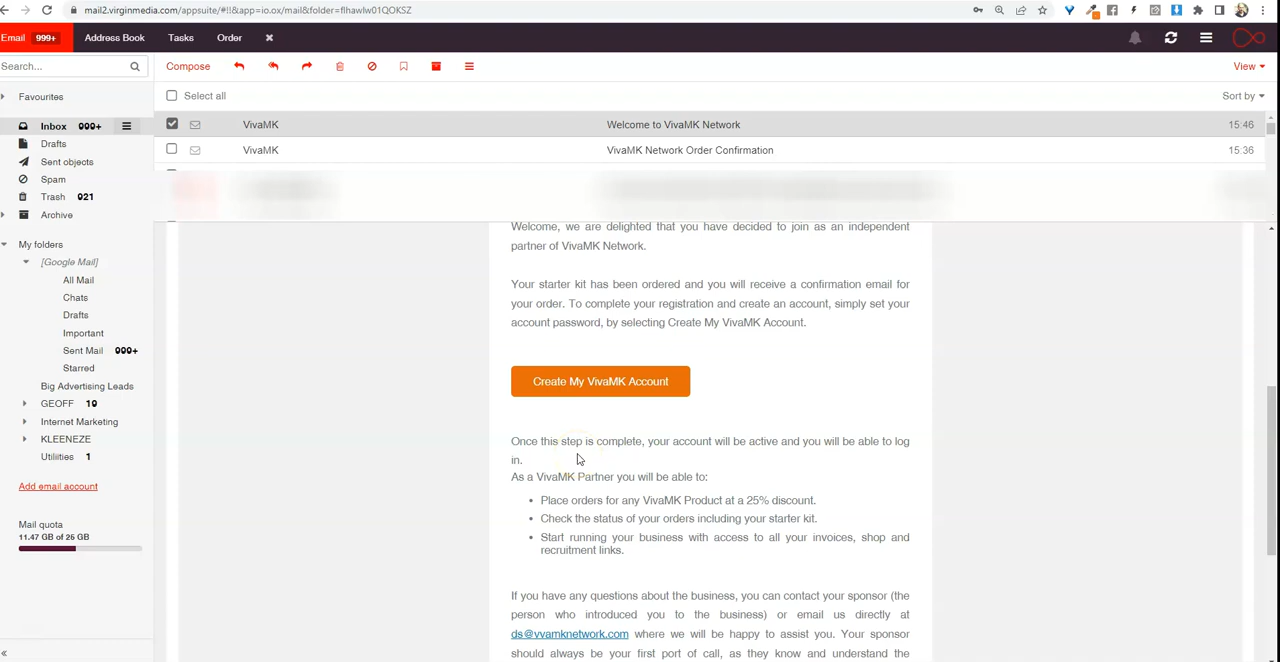 mail2.virginmedia.com/appsuite/#!!&app=io.ox/mail&folder=flhawlw01QOKSZ
Email 999+ Address Book Tasks Order
Search... Compose View
Select all Sort by
Favourites
Inbox 999+
VivaMK Welcome to VivaMK Network 15:46
Drafts
VivaMK VivaMK Network Order Confirmation 15:36
Sent objects
Spam
Trash 921
Archive
My folders
[Google Mail]
All Mail
Chats
Drafts
Important
Sent Mail 999+
Starred
Big Advertising Leads
GEOFF 19
Internet Marketing
KLEENEZE
Utilities 1
Add email account
Mail quota
11.47 GB of 25 GB
Welcome, we are delighted that you have decided to join as an independent
partner of VivaMK Network.
Your starter kit has been ordered and you will receive a confirmation email for
your order. To complete your registration and create an account, simply set your
account password, by selecting Create My VivaMK Account.
Create My VivaMK Account
Once this step is complete, your account will be active and you will be able to log
in.
As a VivaMK Partner you will be able to:
• Place orders for any VivaMK Product at a 25% discount.
• Check the status of your orders including your starter kit.
• Start running your business with access to all your invoices, shop and
recruitment links.
If you have any questions about the business, you can contact your sponsor (the
person who introduced you to the business) or email us directly at
ds@vvamknetwork.com where we will be happy to assist you. Your sponsor
should always be your first port of call, as they know and understand the